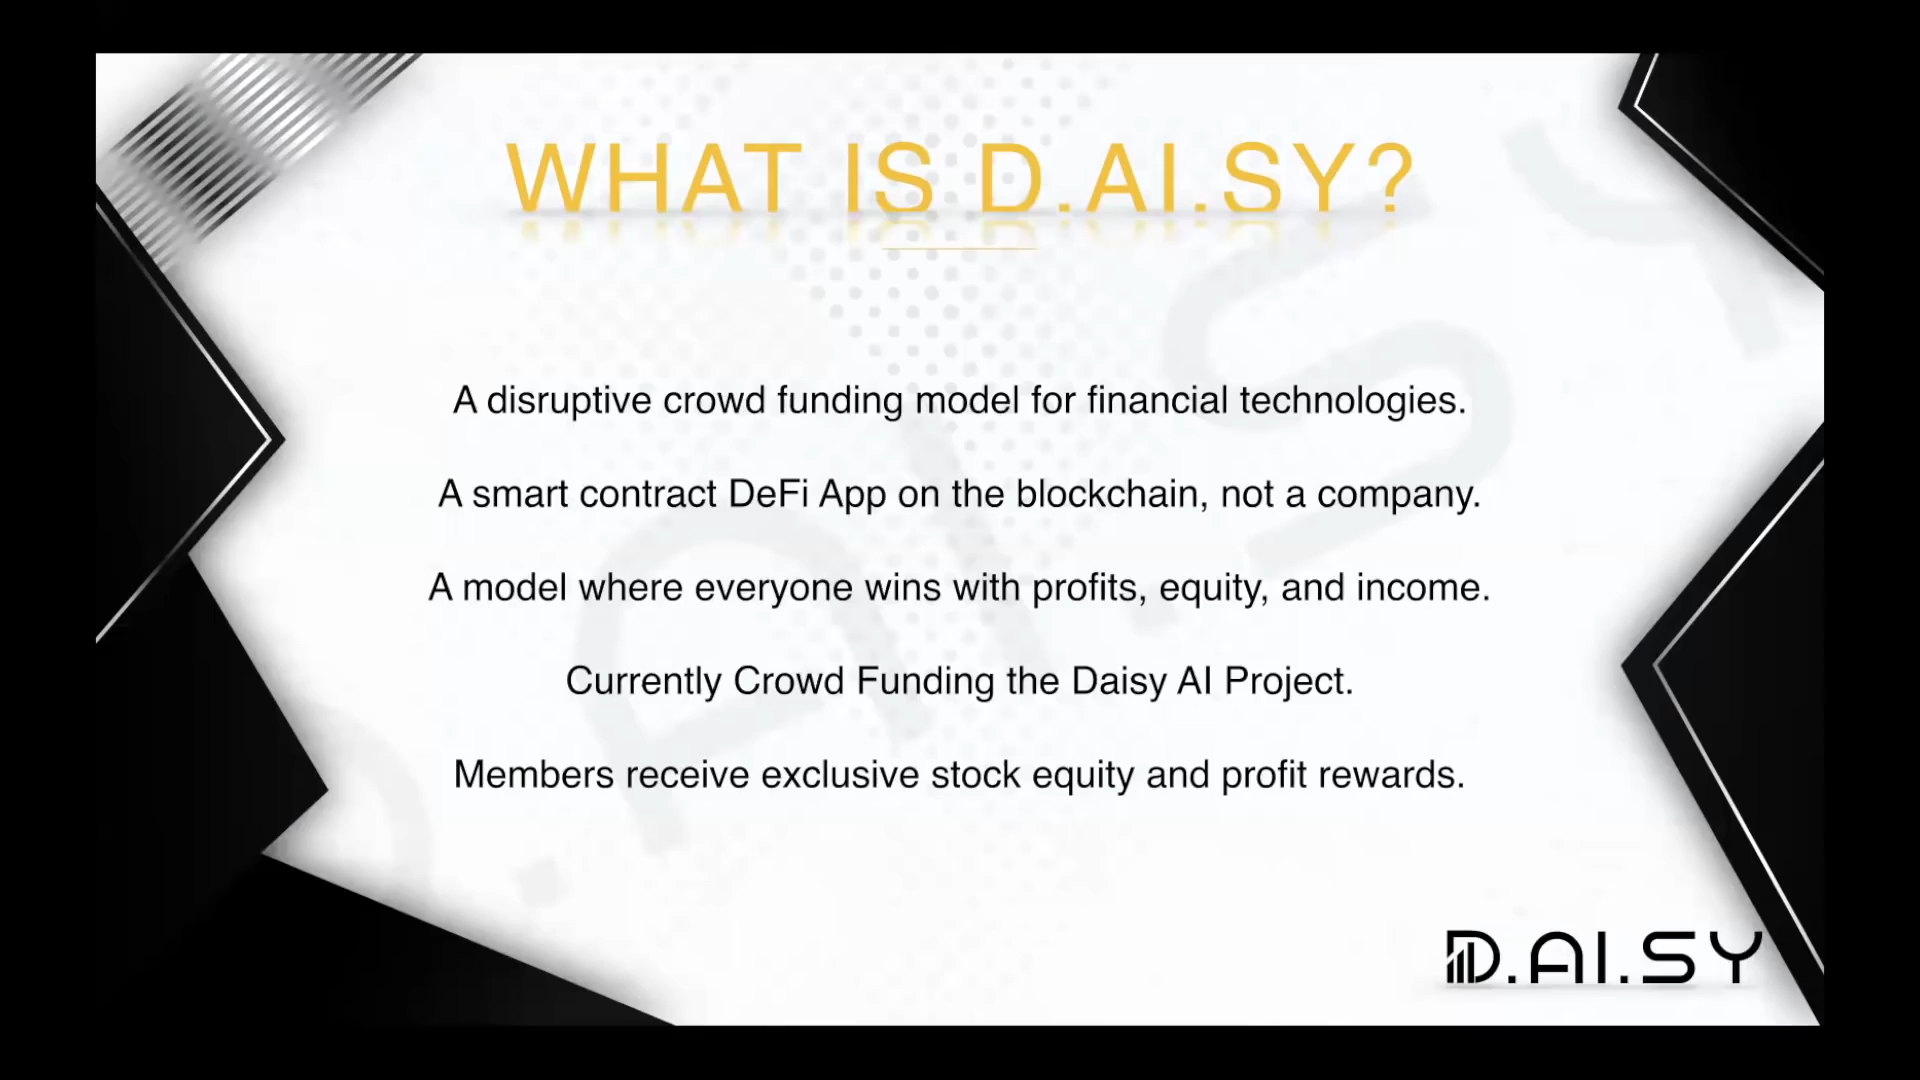 WHAT IS D.AI.SY?
A disruptive crowd funding model for financial technologies.
A smart contract DeFi App on the blockchain, not a company.
A model where everyone wins with profits, equity, and income.
Currently Crowd Funding the Daisy AI Project.
Members receive exclusive stock equity and profit rewards.
D.AI.SY